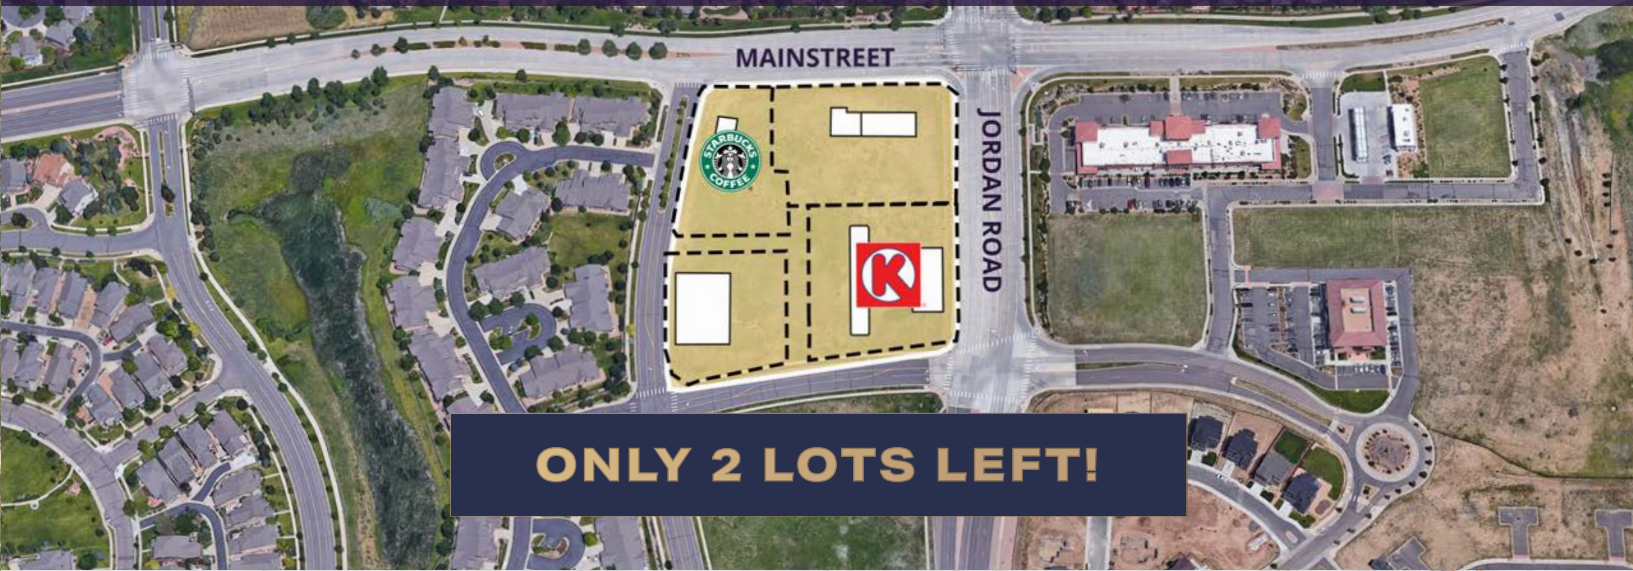 MAINSTREET
JORDAN ROAD
STARBUCKS
COFFEE
K
ONLY 2 LOTS LEFT!